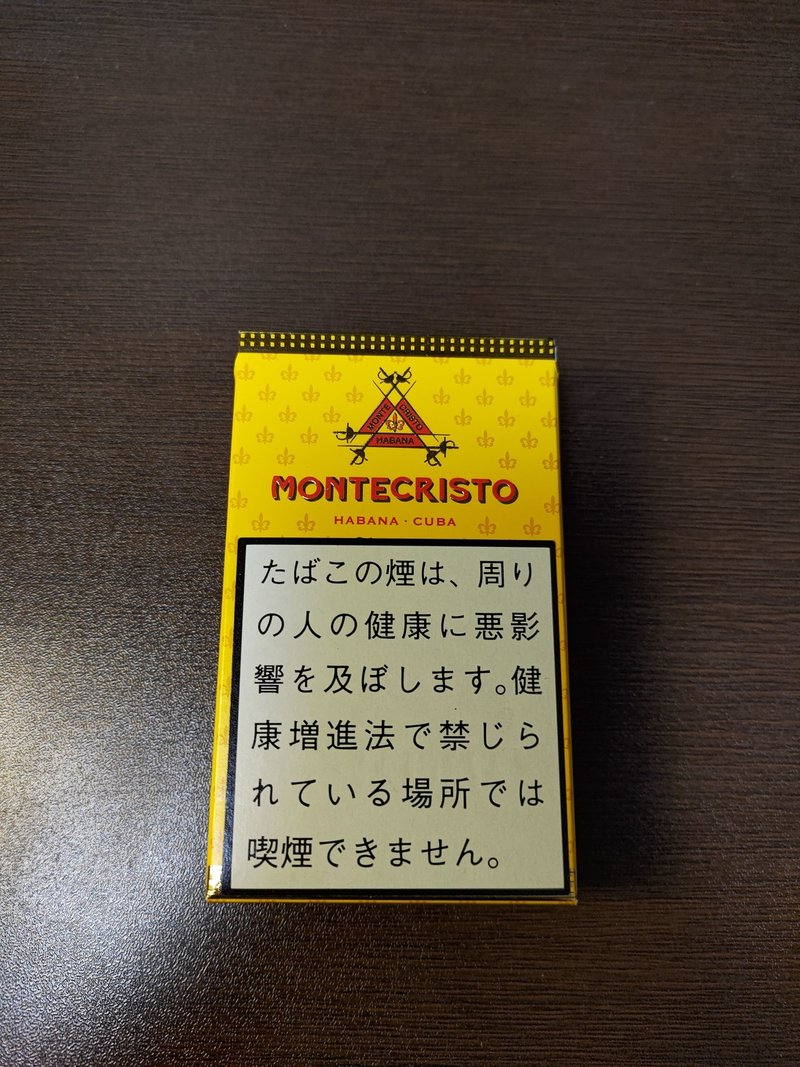 MONTE CRISTO
HABANA
MONTECRISTO
HABANA · CUBA
たばこの煙は、周り
の人の健康に悪影
響を及ぼします。健
康増進法で禁じら
れている場所では
喫煙できません。